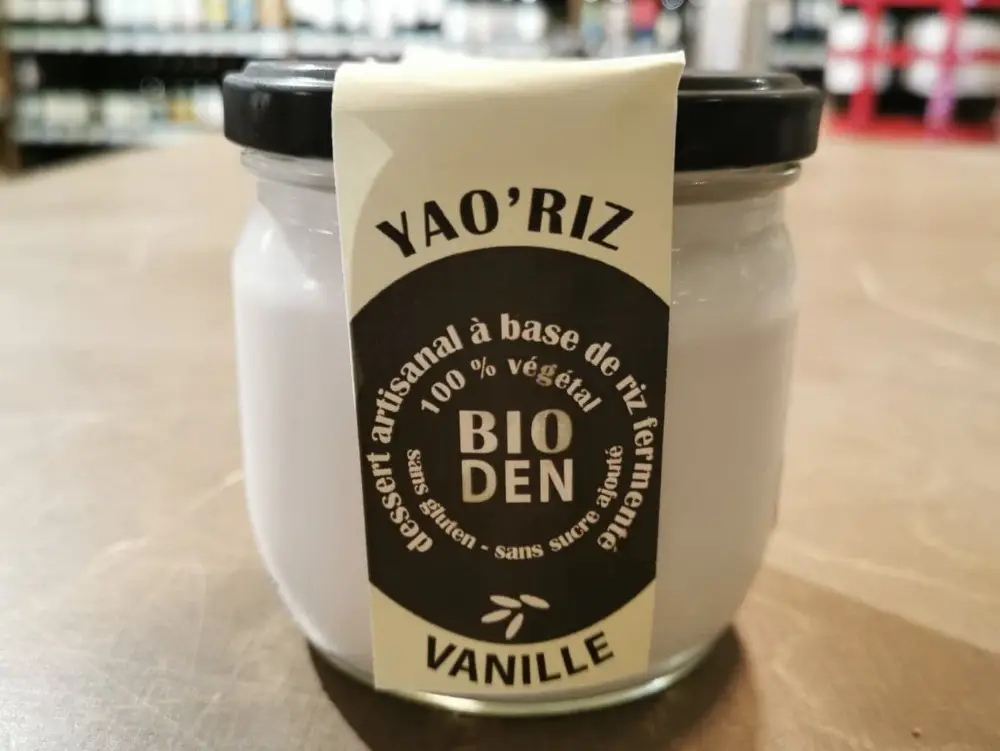 YAO'RIZ
dessert artisanal à base de riz fermenté
100 % végétal
BIO
DEN
sans gluten - sans sucre ajouté
VANILLE